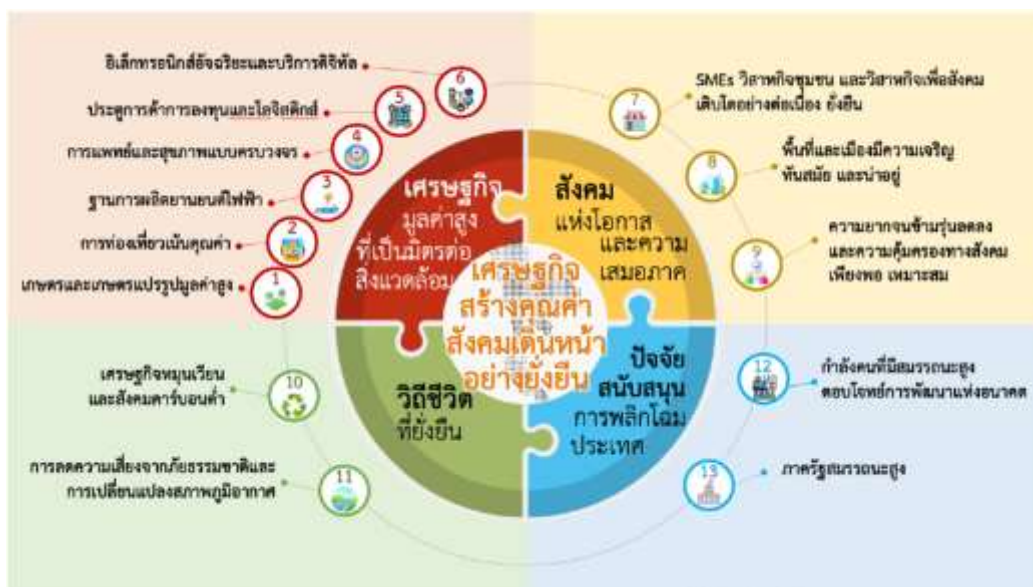 6
อิเล็กทรอนิกส์อัจฉริยะและบริการดิจิทัล
5
ประตูการค้าการลงทุนและโลจิสติกส์
4
การแพทย์และสุขภาพแบบครบวงจร
3
ฐานการผลิตยานยนต์ไฟฟ้า
2
การท่องเที่ยวเน้นคุณค่า
1
เกษตรและเกษตรแปรรูปมูลค่าสูง
เศรษฐกิจ
มูลค่าสูง
ที่เป็นมิตรต่อ
สิ่งแวดล้อม
7
SMEs วิสาหกิจชุมชน และวิสาหกิจเพื่อสังคม
เติบโตอย่างต่อเนื่อง ยั่งยืน
8
พื้นที่และเมืองมีความเจริญ
ทันสมัย และน่าอยู่
9
ความยากจนข้ามรุ่นลดลง
และความคุ้มครองทางสังคม
เพียงพอ เหมาะสม
สังคม
แห่งโอกาส
และความ
เสมอภาค
เศรษฐกิจ
สร้างคุณค่า
สังคมเดินหน้า
อย่างยั่งยืน
10
เศรษฐกิจหมุนเวียน
และสังคมคาร์บอนต่ำ
11
การลดความเสี่ยงจากภัยธรรมชาติและ
การเปลี่ยนแปลงสภาพภูมิอากาศ
วิถีชีวิต
ที่ยั่งยืน
ปัจจัย
สนับสนุน
การพลิกโฉม
ประเทศ
12
กำลังคนที่มีสมรรถนะสูง
ตอบโจทย์การพัฒนาแห่งอนาคต
13
ภาครัฐสมรรถนะสูง